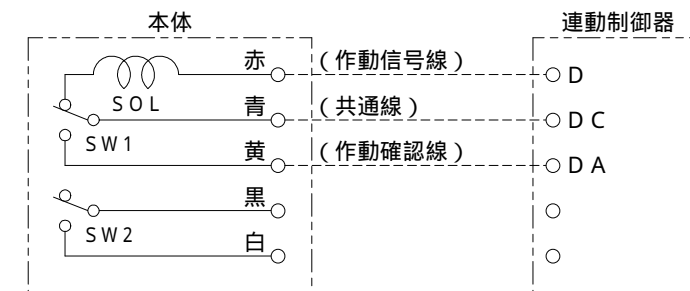 本体 連動制御器
赤 (作動信号線) D
SOL
青 (共通線) DC
SW1
黄 (作動確認線) DA
黒
SW2
白